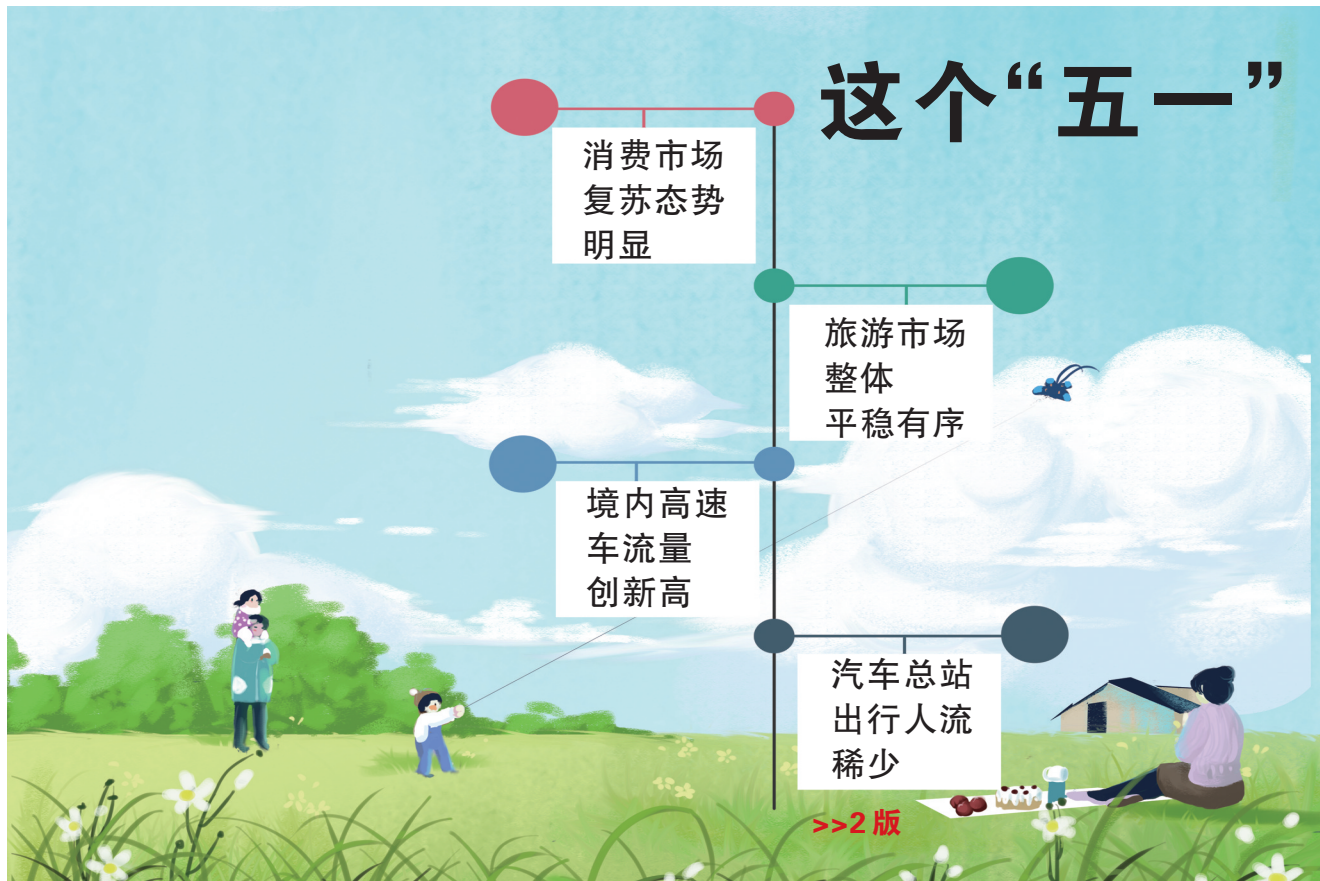 这个“五一”
消费市场
复苏态势
明显
旅游市场
整体
平稳有序
境内高速
车流量
创新高
汽车总站
出行人流
稀少
>>2版